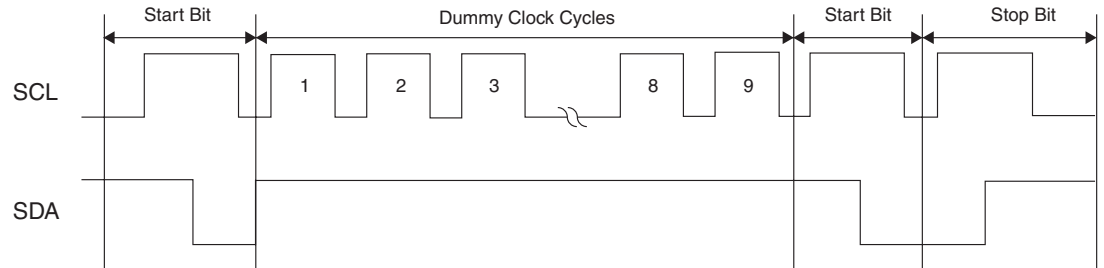 Start Bit Dummy Clock Cycles Start Bit Stop Bit
SCL 1 2 3 8 9
SDA